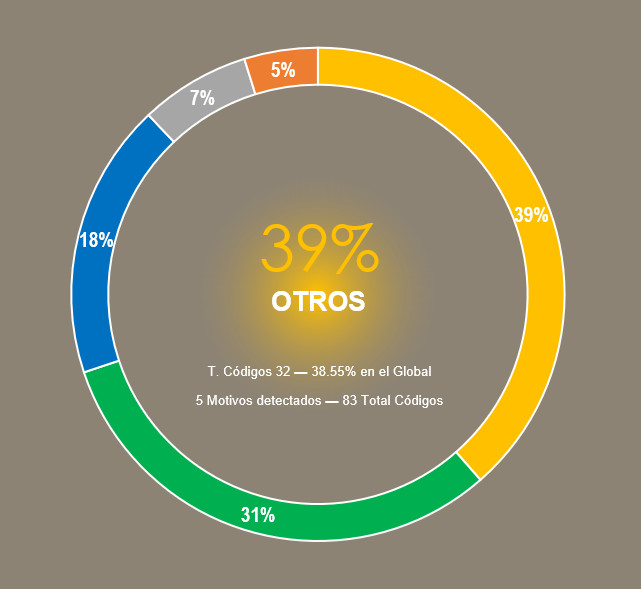 5%
7%
39%
18%
39%
OTROS
T. Códigos 32 — 38.55% en el Global
5 Motivos detectados — 83 Total Códigos
31%